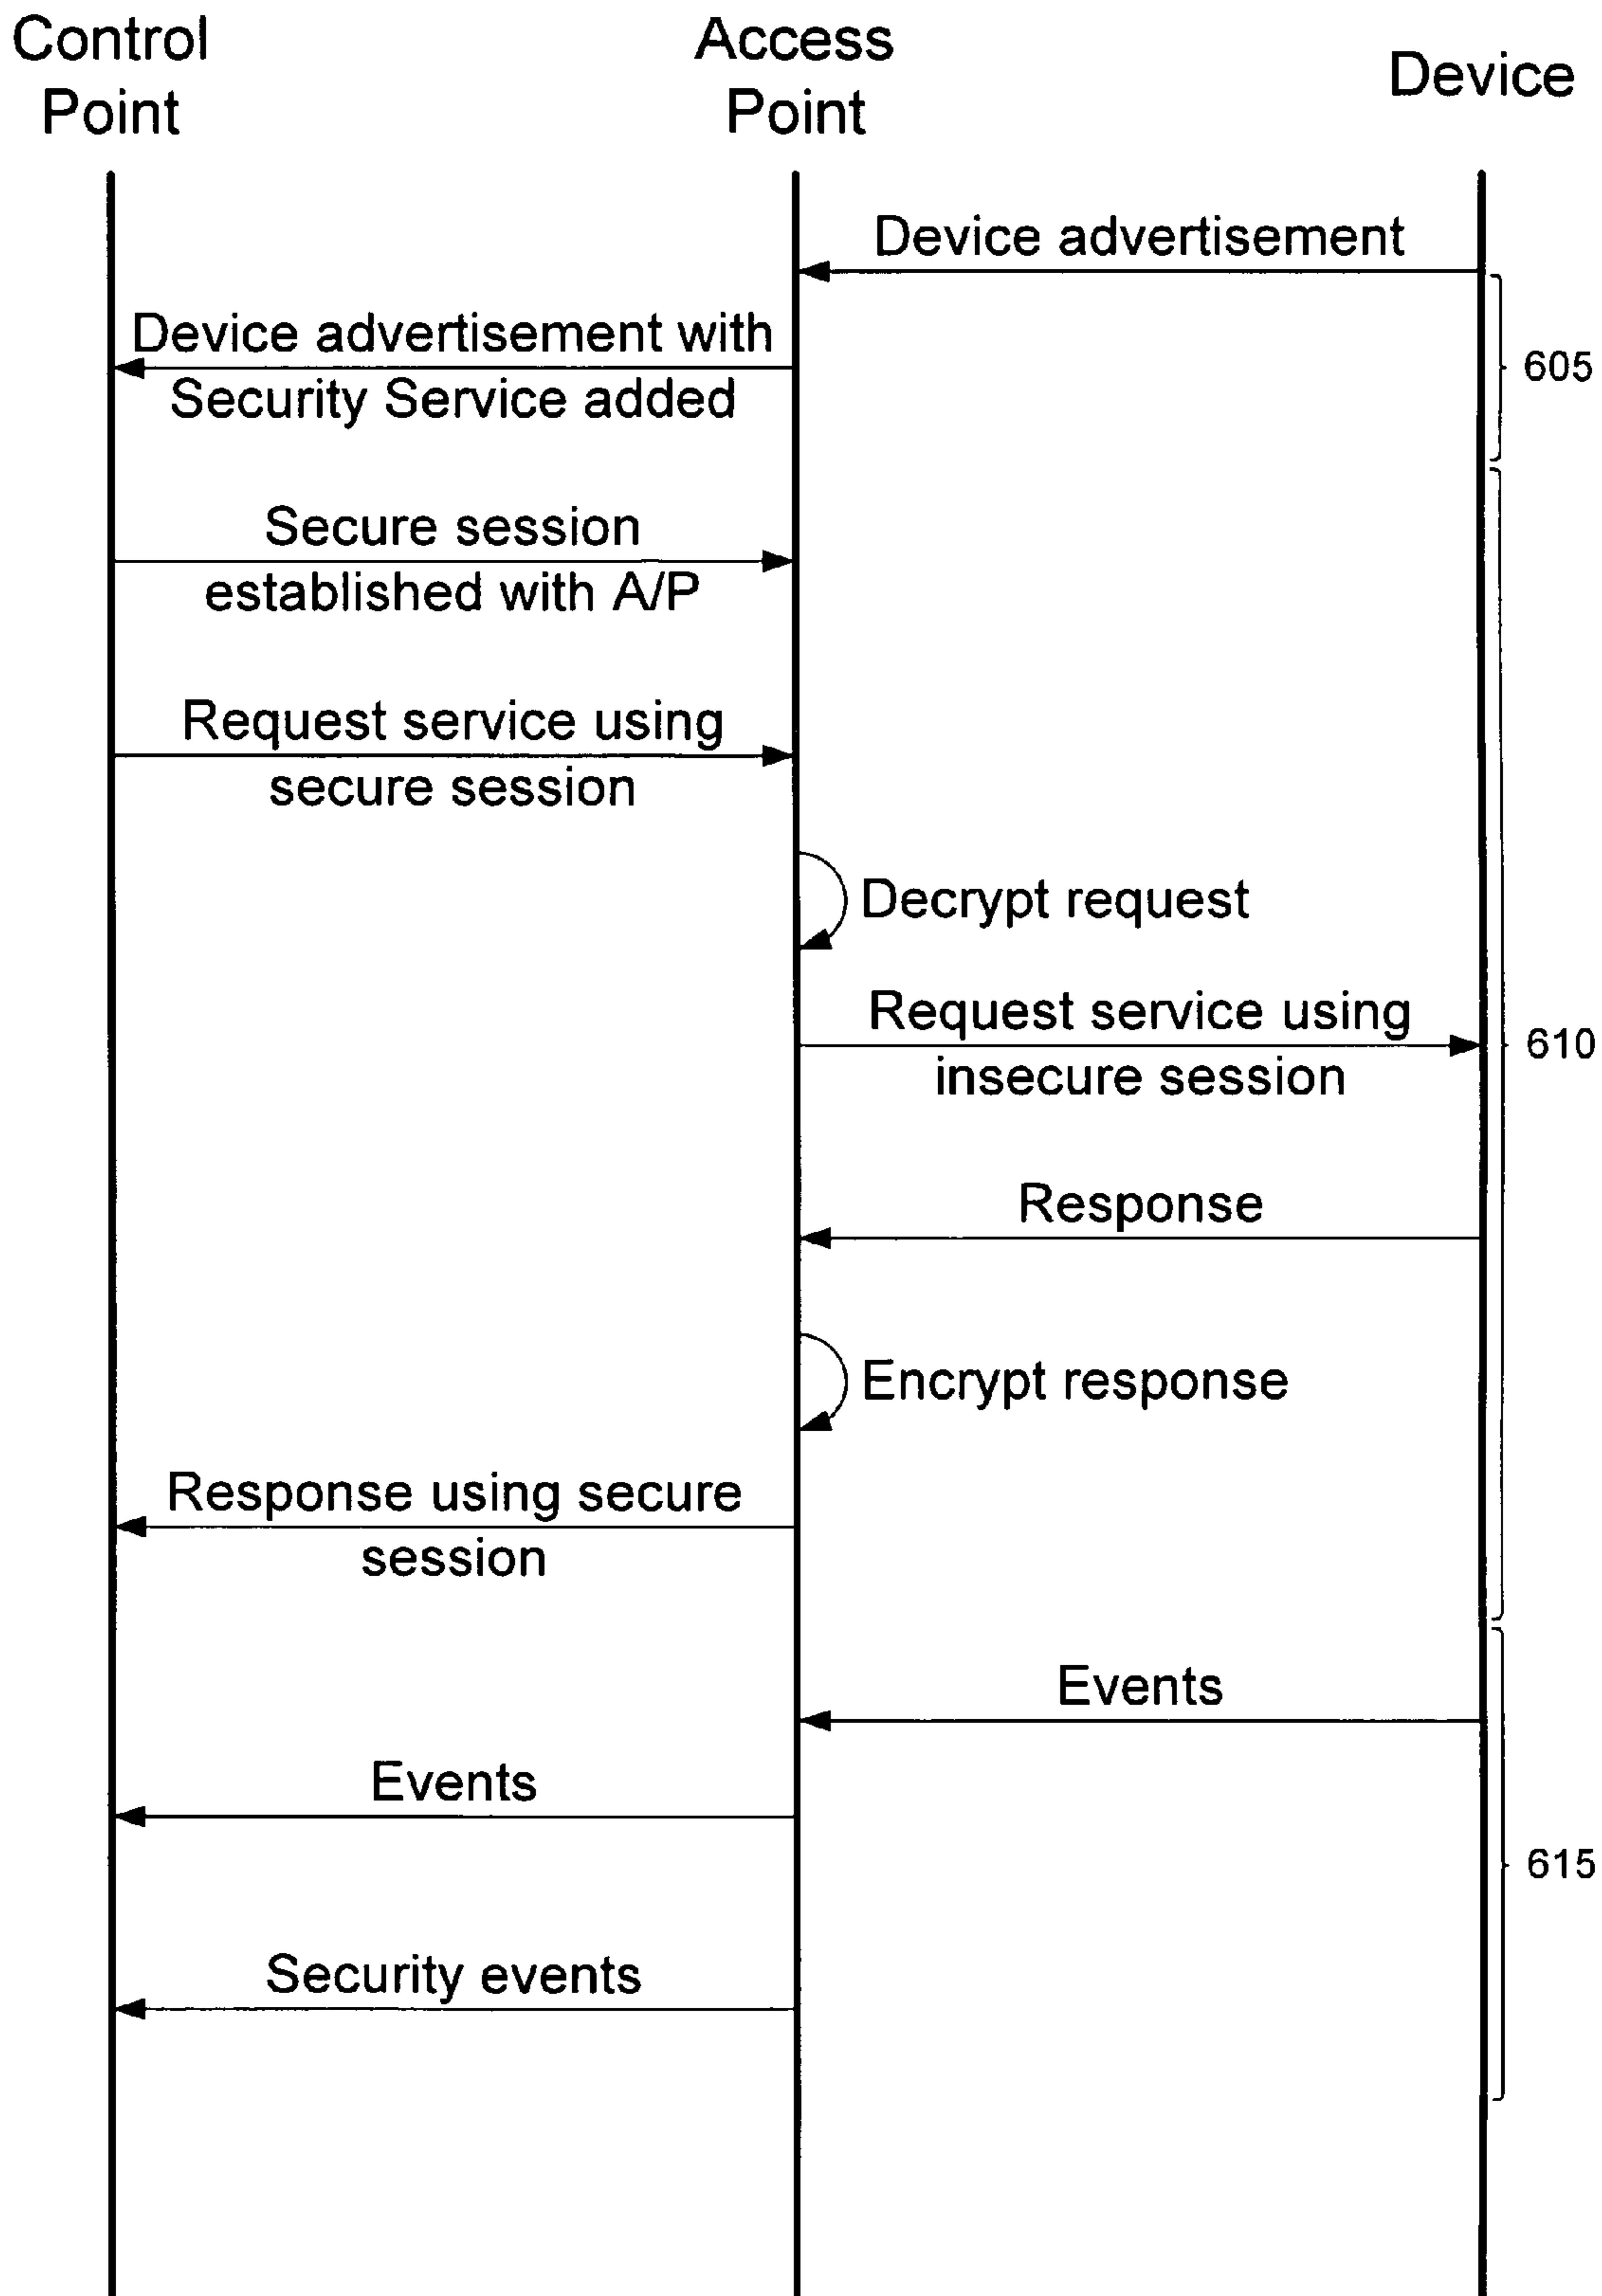 Control
Point
Access
Point
Device
Device advertisement
Device advertisement with
Security Service added
605
Secure session
established with A/P
Request service using
secure session
Decrypt request
Request service using
insecure session
610
Response
Encrypt response
Response using secure
session
Events
Events
615
Security events